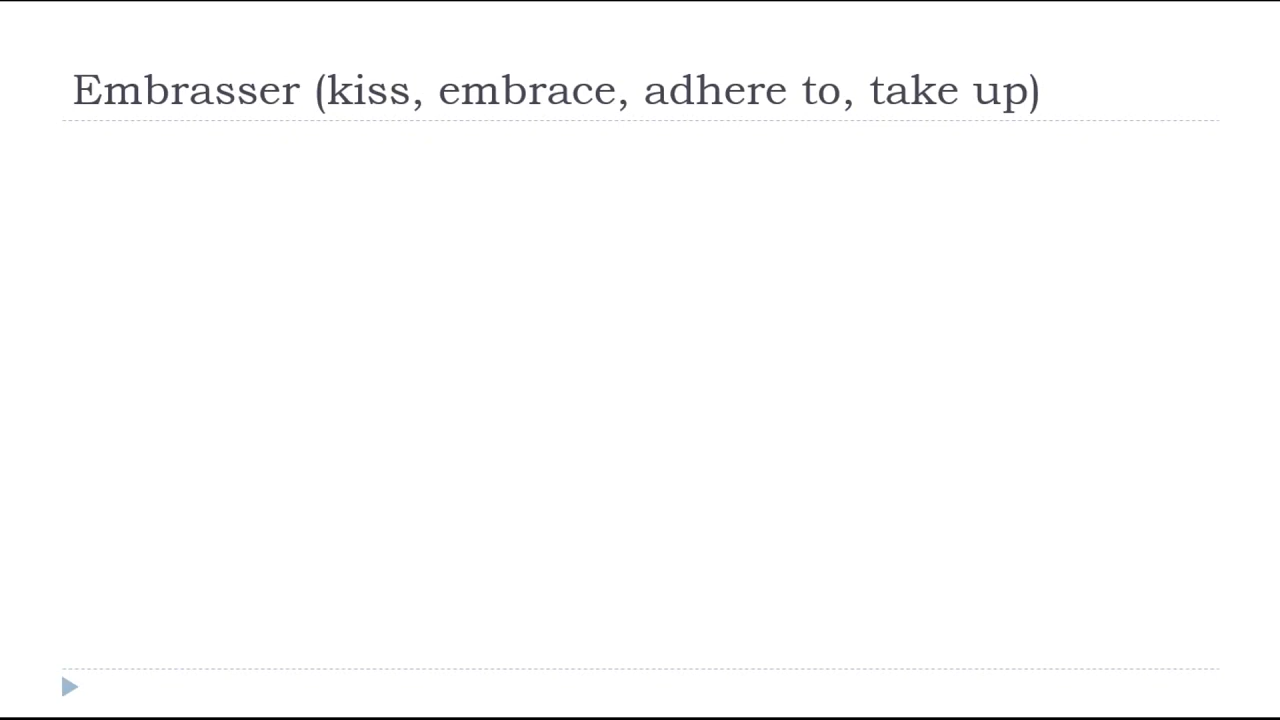 Embrasser (kiss, embrace, adhere to, take up)